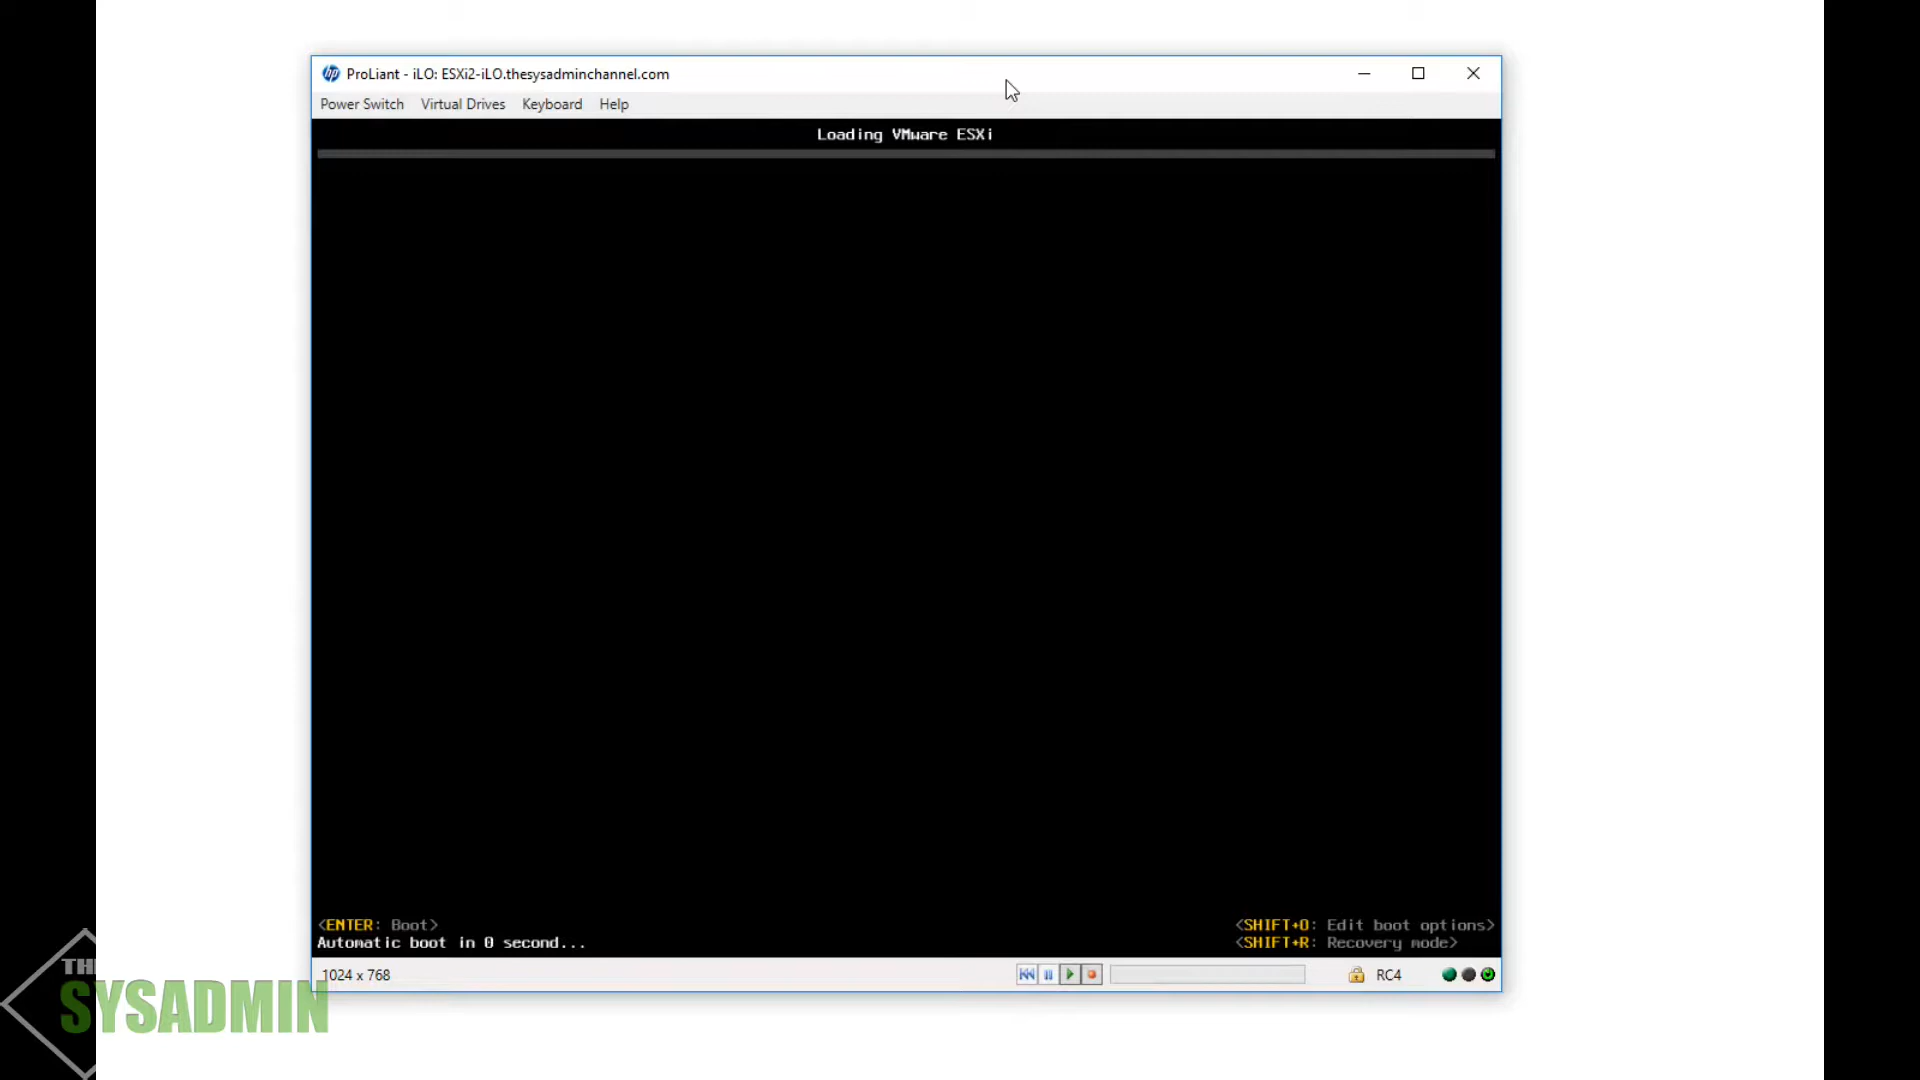 ProLiant - iLO: ESXi2-iLO.thesysadminchannel.com
Power Switch Virtual Drives Keyboard Help
Loading VMware ESXi
<ENTER: Boot>
<SHIFT+O: Edit boot options>
Automatic boot in 0 second...
<SHIFT+R: Recovery mode>
1024 x 768
RC4
SYSADMIN